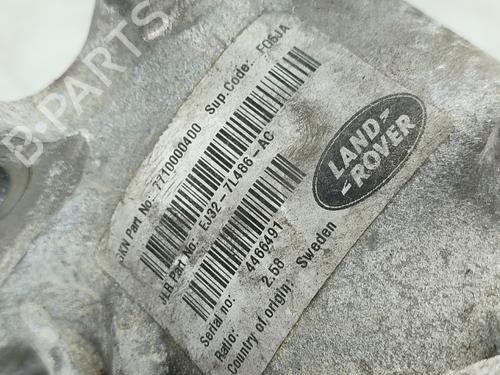 GKN Part No: 7710000400 Sup.Code: FQ5JA
JLR Part No: EJ32-7L486-AC
Serial no: 4466491
Ratio: 2.58
Country of origin: Sweden
LAND-
-ROVER
B-PARTS